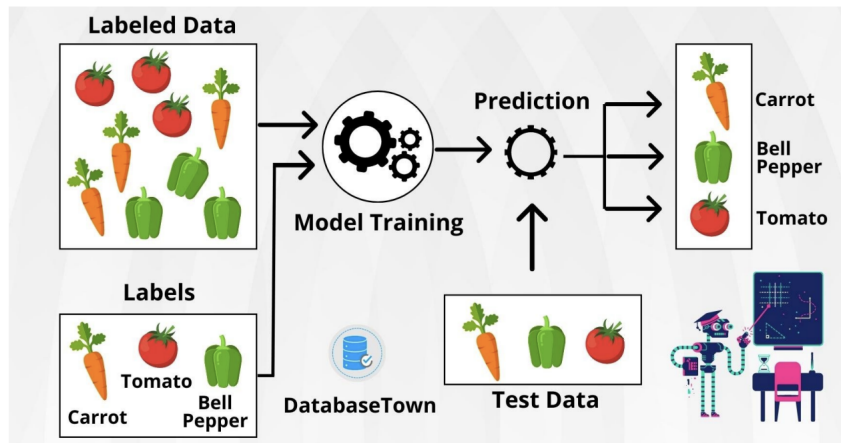 Labeled Data
Prediction
Carrot
Bell
Pepper
Tomato
Model Training
Labels
Tomato
Carrot
Bell
Pepper
DatabaseTown
Test Data